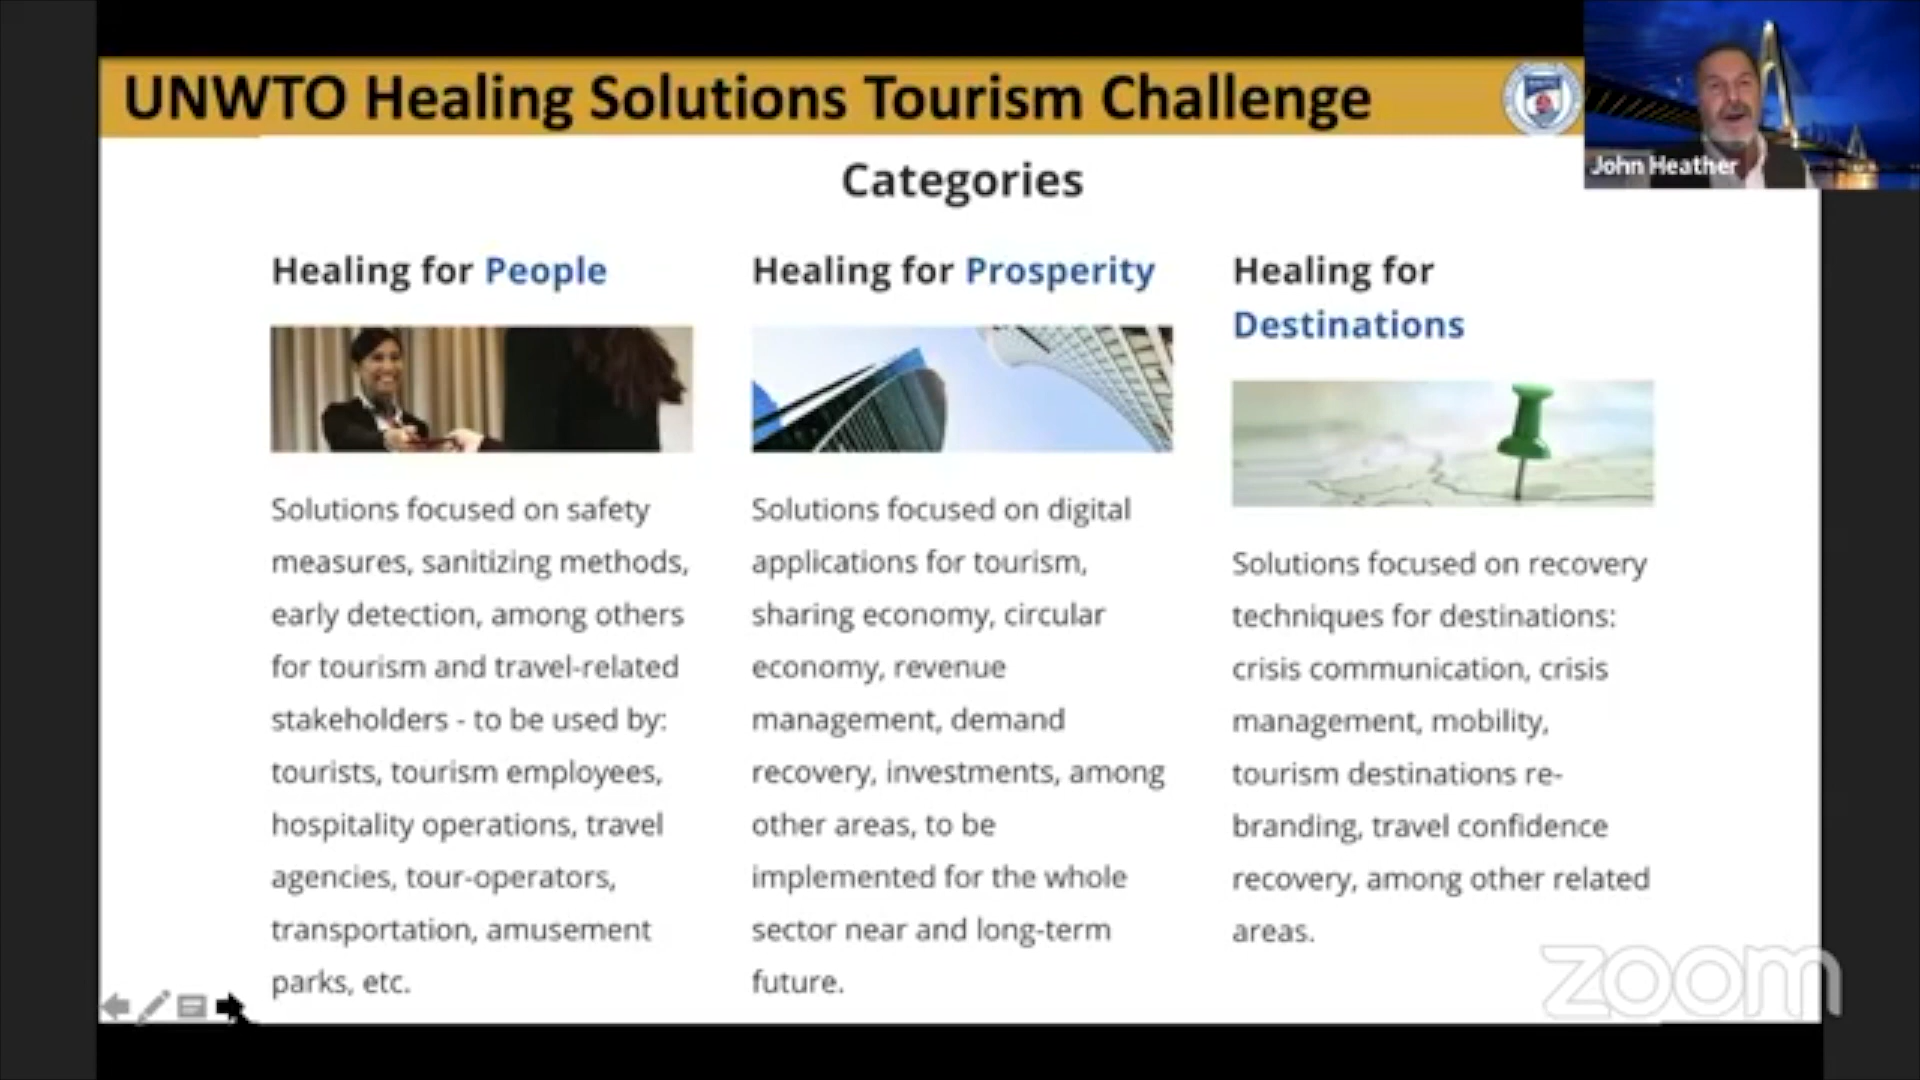 UNWTO Healing Solutions Tourism Challenge
John Heather
Categories
Healing for People
Solutions focused on safety
measures, sanitizing methods,
early detection, among others
for tourism and travel-related
stakeholders - to be used by:
tourists, tourism employees,
hospitality operations, travel
agencies, tour-operators,
transportation, amusement
parks, etc.
Healing for Prosperity
Solutions focused on digital
applications for tourism,
sharing economy, circular
economy, revenue
management, demand
recovery, investments, among
other areas, to be
implemented for the whole
sector near and long-term
future.
Healing for
Destinations
Solutions focused on recovery
techniques for destinations:
crisis communication, crisis
management, mobility,
tourism destinations re-
branding, travel confidence
recovery, among other related
areas.
zoom